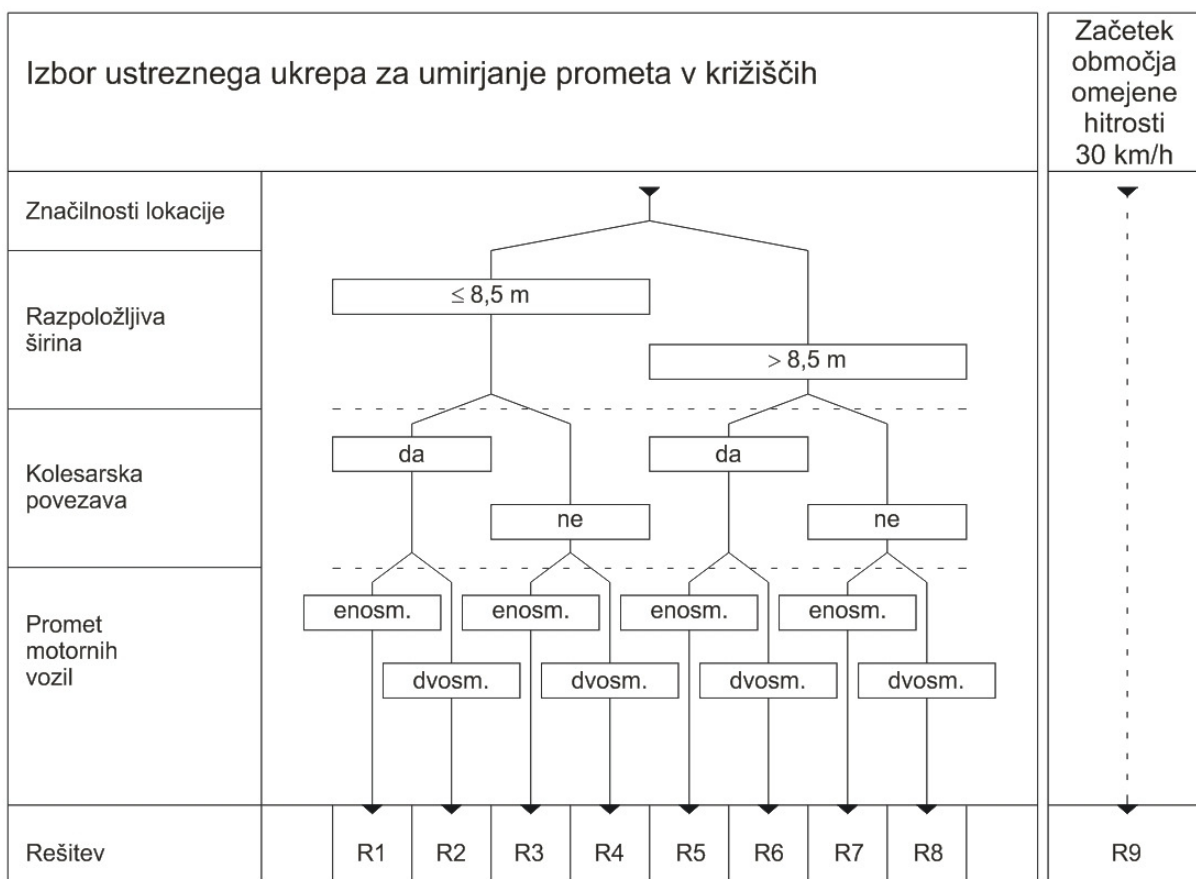 Izbor ustreznega ukrepa za umirjanje prometa v križiščih
Začetek
območja
omejene
hitrosti
30 km/h
Značilnosti lokacije
Razpoložljiva
širina
≤ 8,5 m
> 8,5 m
Kolesarska
povezava
da
da
ne
ne
Promet
motornih
vozil
enosm.
enosm.
enosm.
enosm.
dvosm.
dvosm.
dvosm.
dvosm.
Rešitev
R1
R2
R3
R4
R5
R6
R7
R8
R9